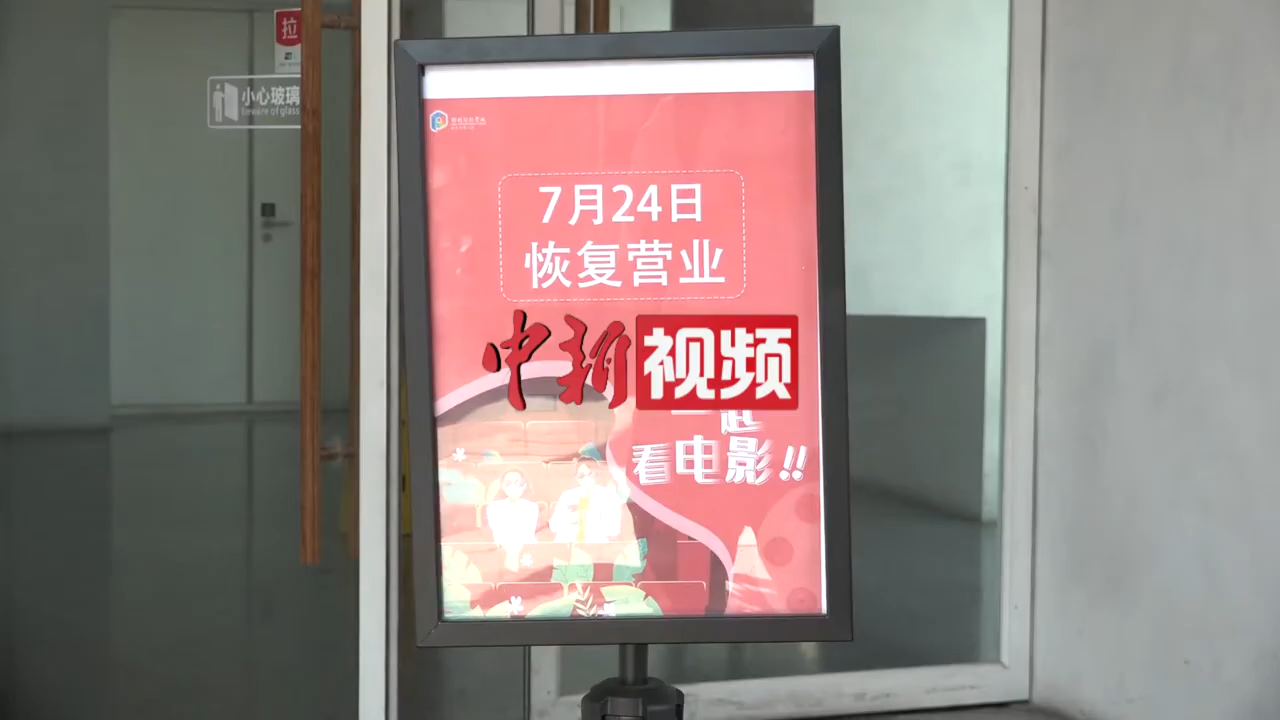 拉
小心玻璃
beware of glass
7月24日
恢复营业
中新视频
一起
看电影!!